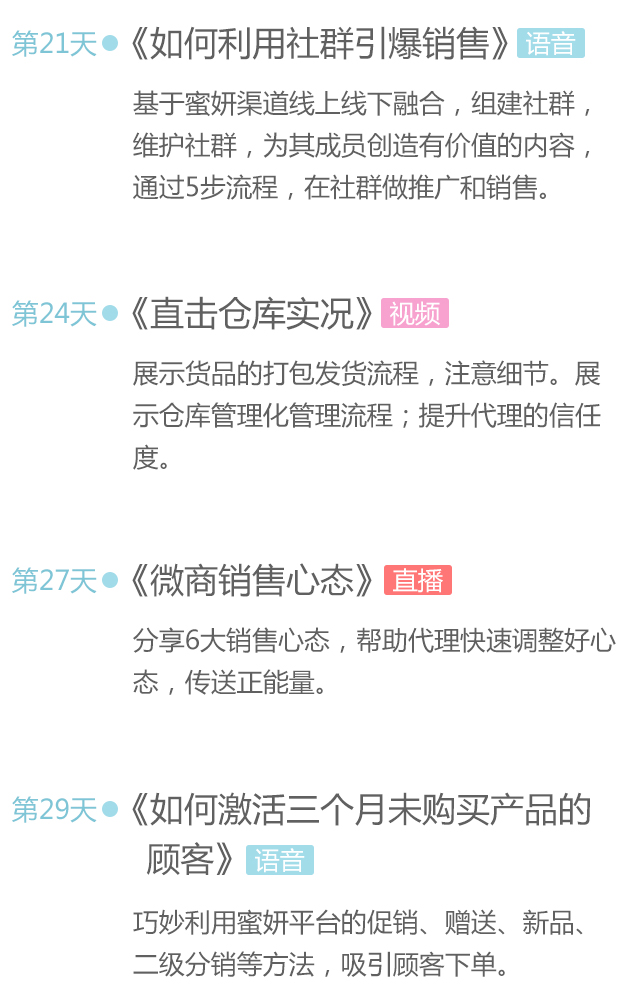 第21天 《如何利用社群引爆销售》 语音
基于蜜妍渠道线上线下融合，组建社群，
维护社群，为其成员创造有价值的内容，
通过5步流程，在社群做推广和销售。
第24天 《直击仓库实况》 视频
展示货品的打包发货流程，注意细节。展
示仓库管理化管理流程；提升代理的信任
度。
第27天 《微商销售心态》 直播
分享6大销售心态，帮助代理快速调整好心
态，传送正能量。
第29天 《如何激活三个月未购买产品的
顾客》 语音
巧妙利用蜜妍平台的促销、赠送、新品、
二级分销等方法，吸引顾客下单。